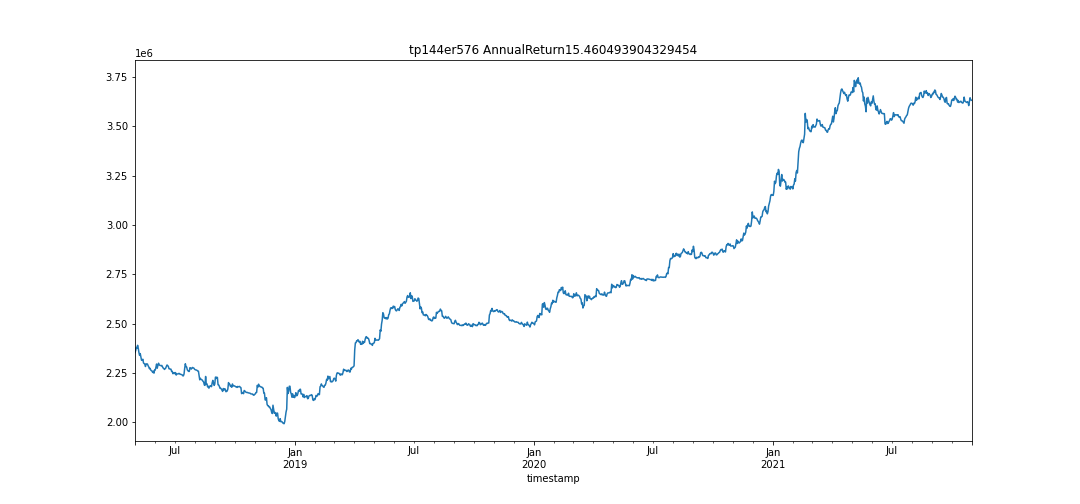 tp144er576 AnnualReturn15.460493904329454
1e6
3.75
3.50
3.25
3.00
2.75
2.50
2.25
2.00
Jul Jan Jul Jan Jul Jan Jul
2019 2020 2021
timestamp